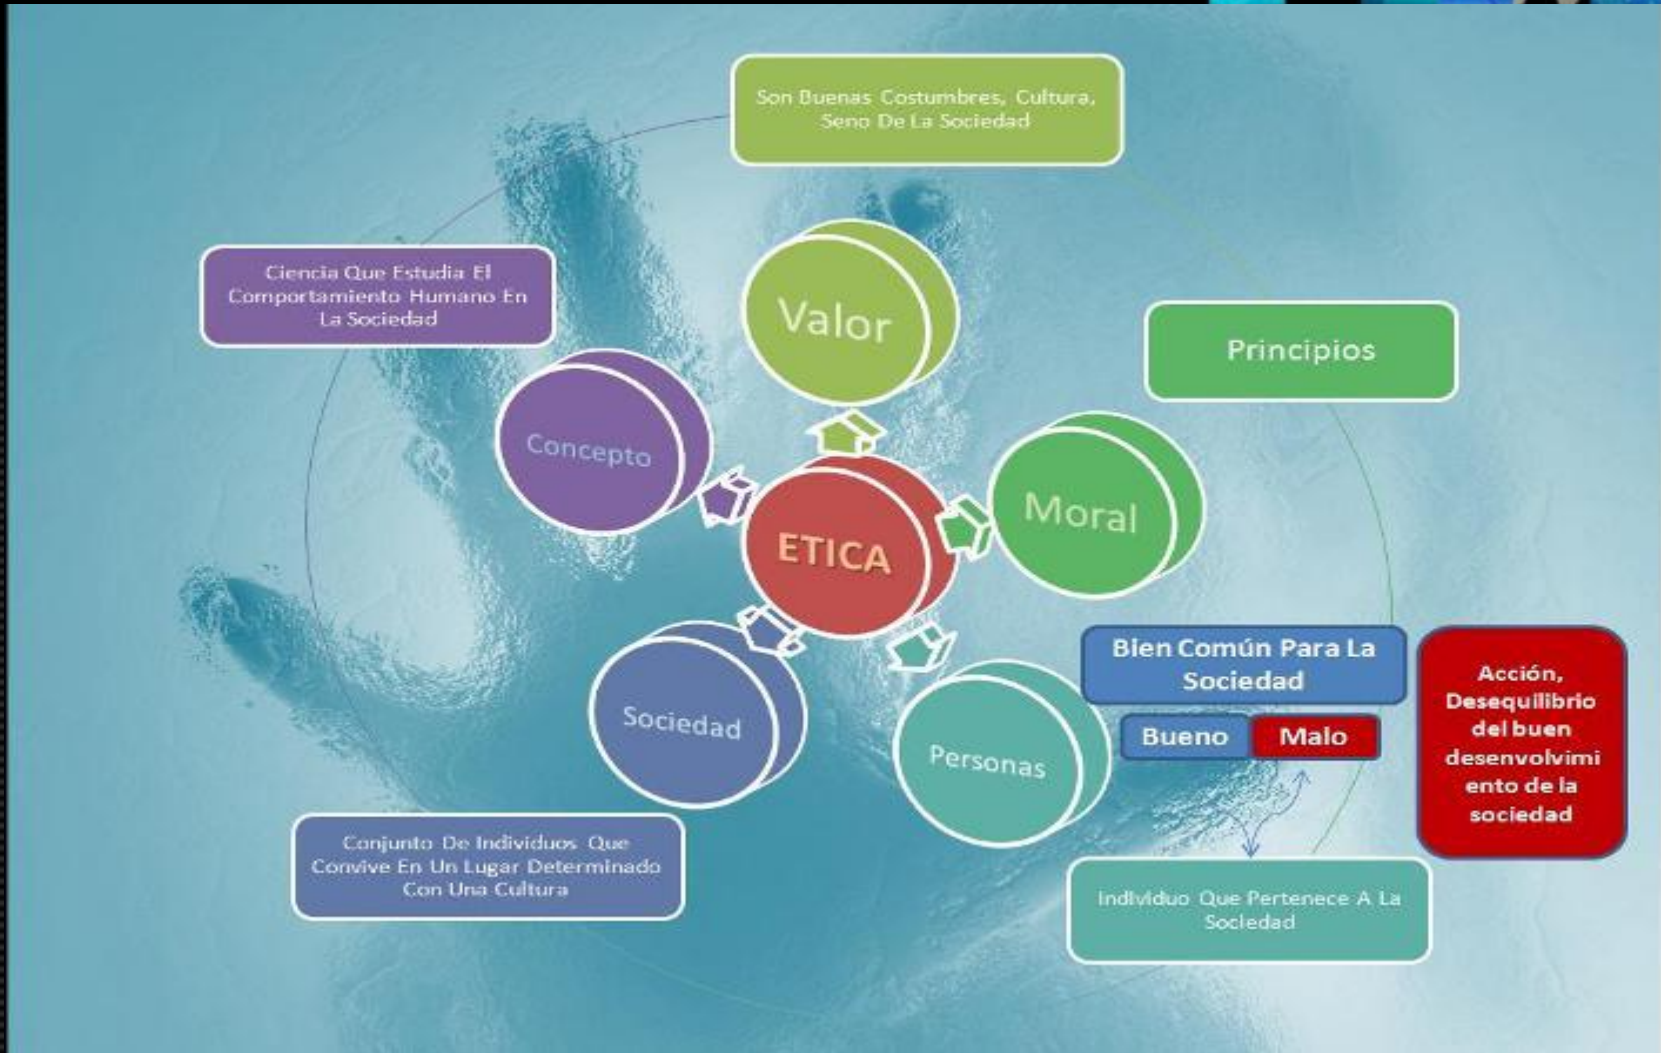 Son Buenas Costumbres, Cultura,
Seno De La Sociedad
Ciencia Que Estudia El
Comportamiento Humano En
La Sociedad
Valor
Principios
Concepto
Moral
ETICA
Bien Común Para La
Sociedad
Bueno
Malo
Acción,
Desequilibrio
del buen
desenvolvimi
ento de la
sociedad
Sociedad
Personas
Conjunto De Individuos Que
Convive En Un Lugar Determinado
Con Una Cultura
Individuo Que Pertenece A La
Sociedad